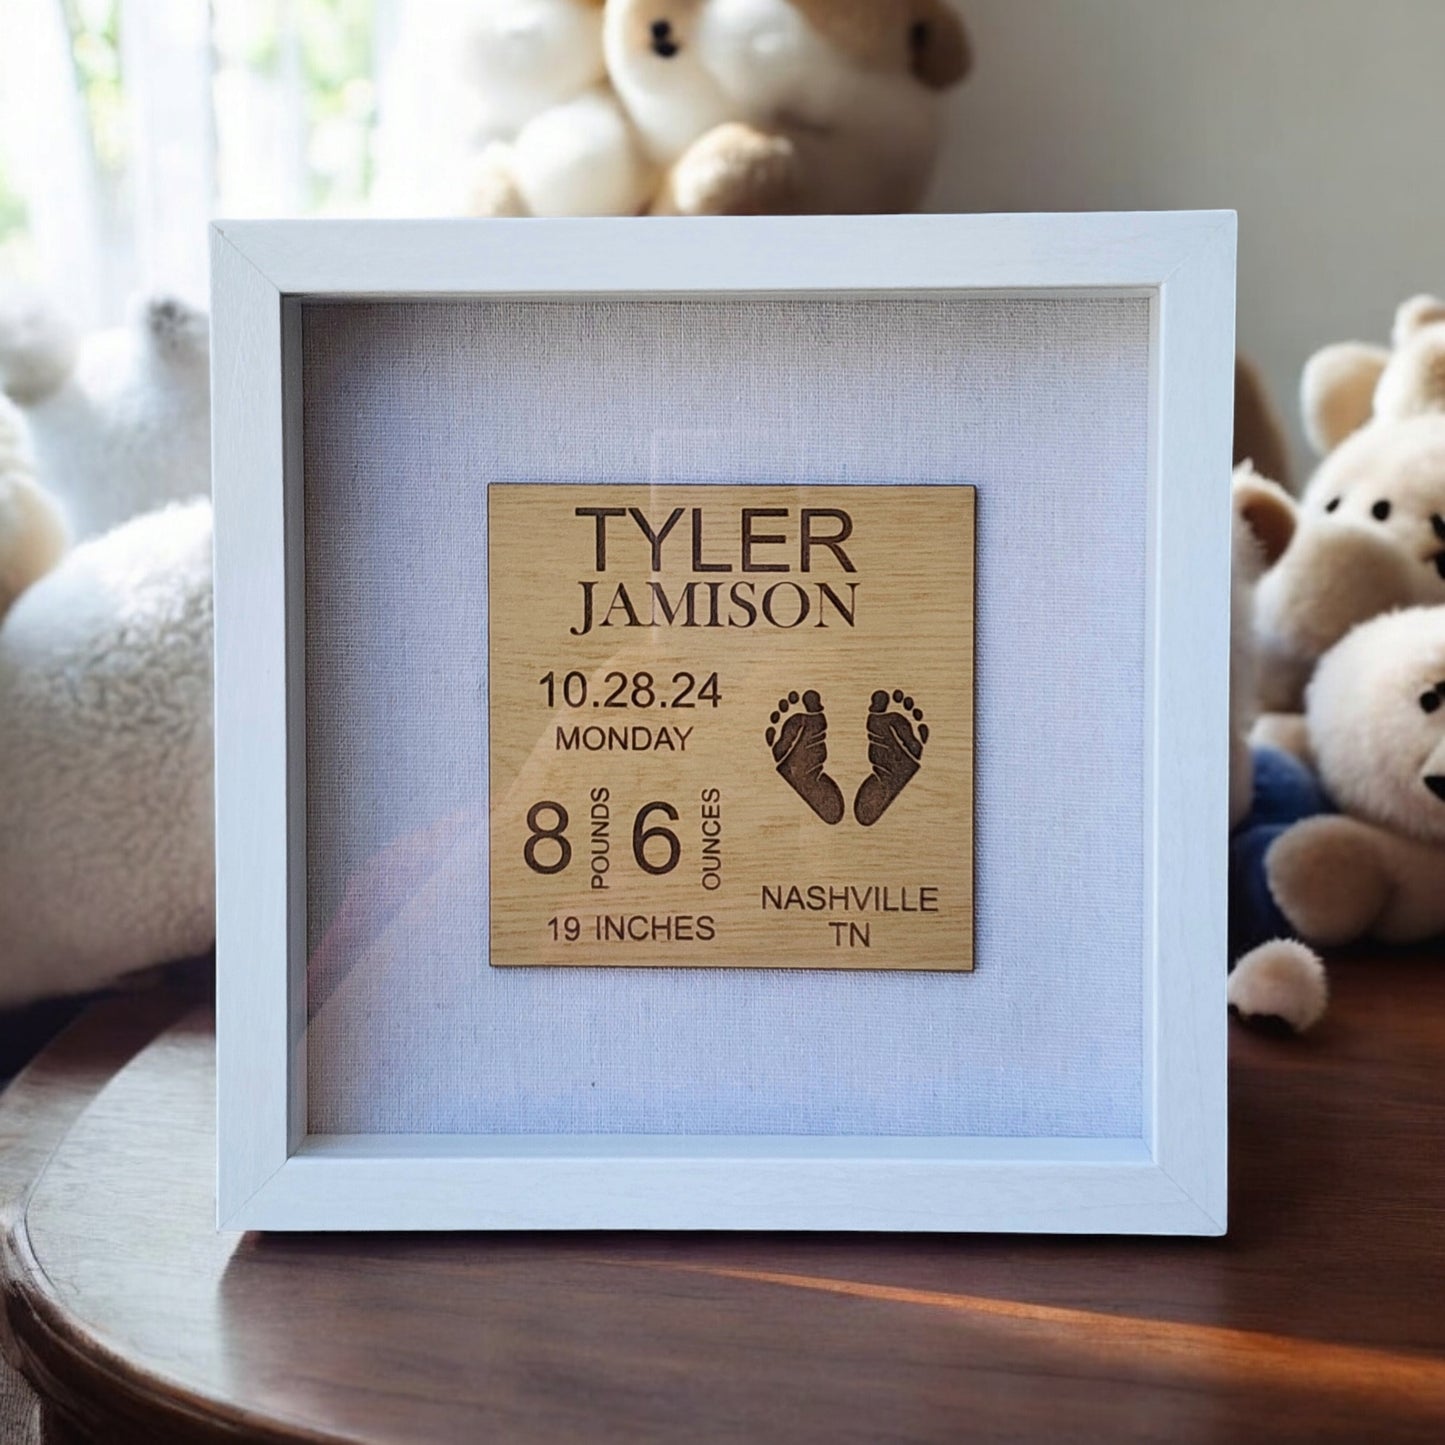 TYLER
JAMISON
10.28.24
MONDAY
8 POUNDS 6 OUNCES
19 INCHES
NASHVILLE
TN